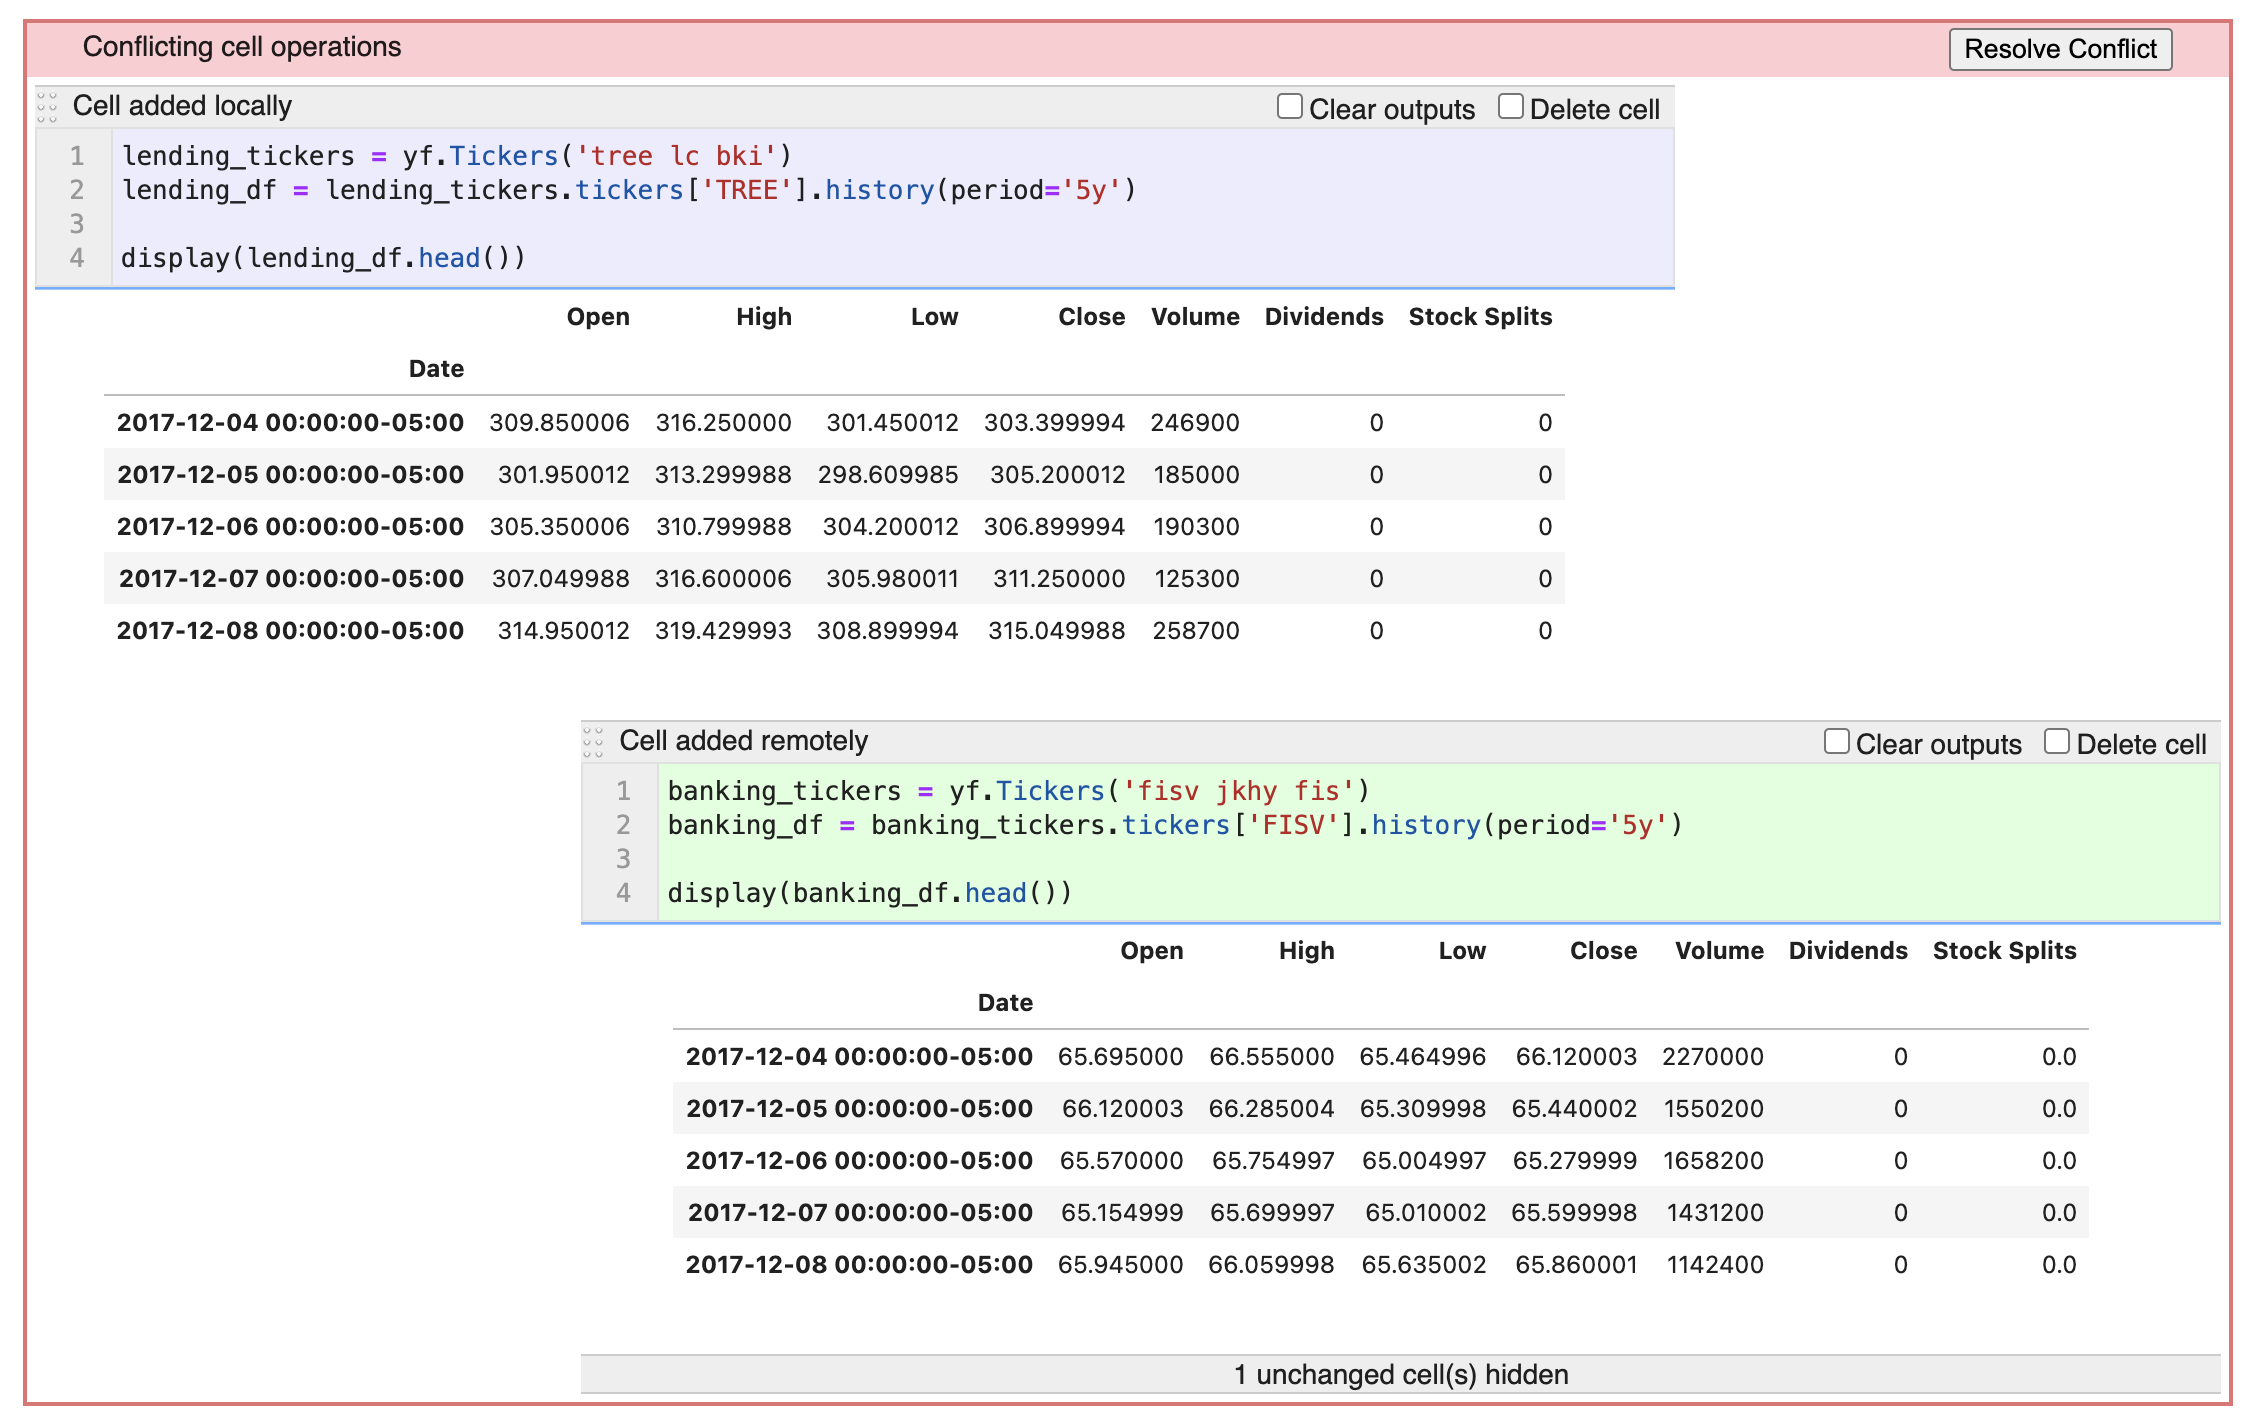 Conflicting cell operations Resolve Conflict
Cell added locally Clear outputs Delete cell
1 lending_tickers = yf.Tickers('tree lc bki')
2 lending_df = lending_tickers.tickers['TREE'].history(period='5y')
3
4 display(lending_df.head())
Open High Low Close Volume Dividends Stock Splits
Date
2017-12-04 00:00:00-05:00 309.850006 316.250000 301.450012 303.399994 246900 0 0
2017-12-05 00:00:00-05:00 301.950012 313.299988 298.609985 305.200012 185000 0 0
2017-12-06 00:00:00-05:00 305.350006 310.799988 304.200012 306.899994 190300 0 0
2017-12-07 00:00:00-05:00 307.049988 316.600006 305.980011 311.250000 125300 0 0
2017-12-08 00:00:00-05:00 314.950012 319.429993 308.899994 315.049988 258700 0 0
Cell added remotely Clear outputs Delete cell
1 banking_tickers = yf.Tickers('fisv jkhy fis')
2 banking_df = banking_tickers.tickers['FISV'].history(period='5y')
3
4 display(banking_df.head())
Open High Low Close Volume Dividends Stock Splits
Date
2017-12-04 00:00:00-05:00 65.695000 66.555000 65.464996 66.120003 2270000 0 0.0
2017-12-05 00:00:00-05:00 66.120003 66.285004 65.309998 65.440002 1550200 0 0.0
2017-12-06 00:00:00-05:00 65.570000 65.754997 65.004997 65.279999 1658200 0 0.0
2017-12-07 00:00:00-05:00 65.154999 65.699997 65.010002 65.599998 1431200 0 0.0
2017-12-08 00:00:00-05:00 65.945000 66.059998 65.635002 65.860001 1142400 0 0.0
1 unchanged cell(s) hidden